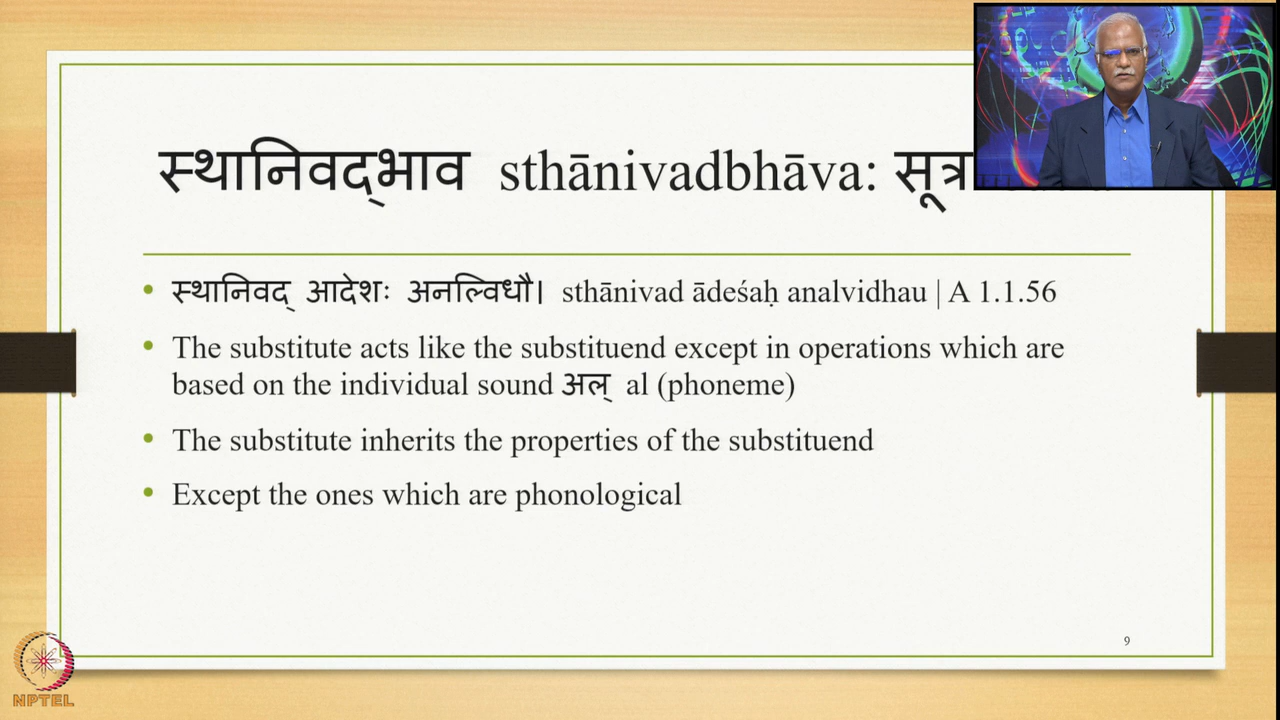 स्थानिवद्भाव sthānivadbhāva: सूत्र
स्थानिवद् आदेशः अनल्विधौ। sthānivad ādeśaḥ analvidhau | A 1.1.56
The substitute acts like the substituend except in operations which are
based on the individual sound अल् al (phoneme)
The substitute inherits the properties of the substituend
Except the ones which are phonological
9
NPTEL